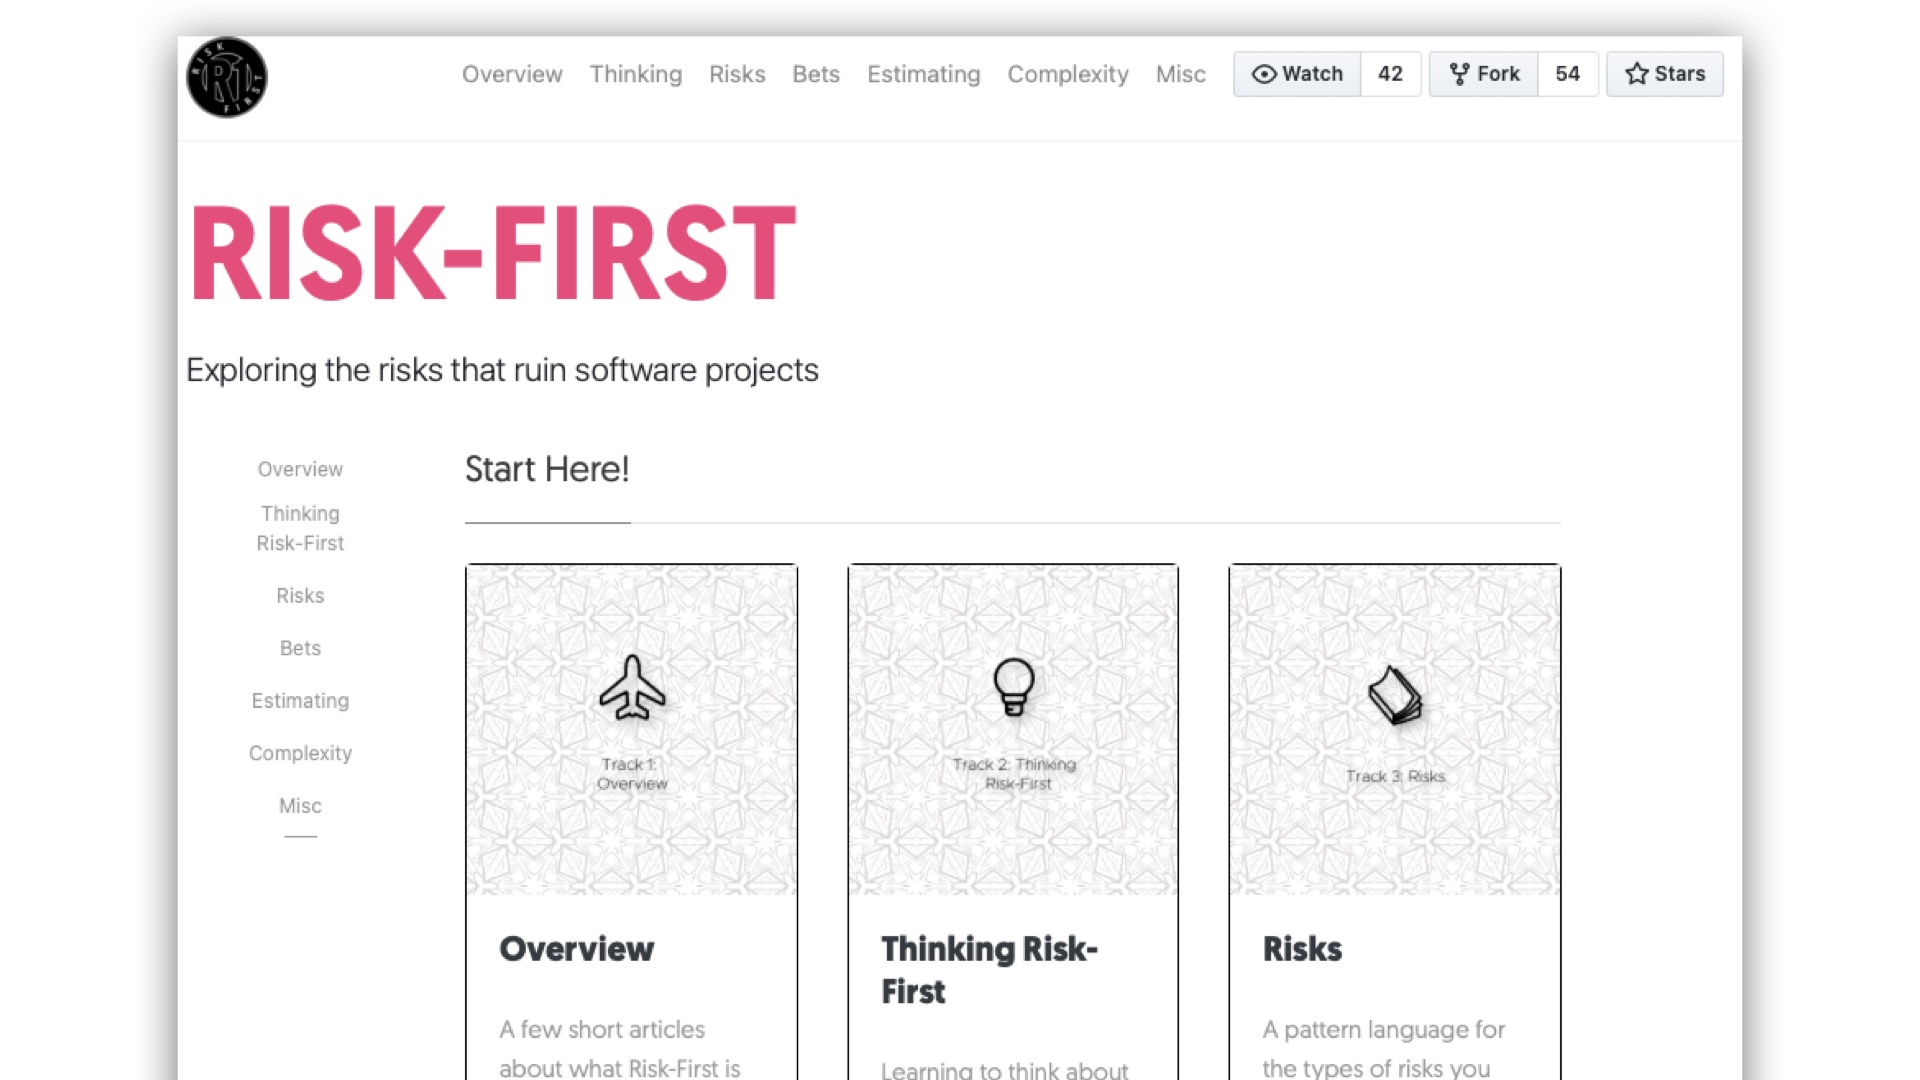 RISK
R1
FIRST
Overview Thinking Risks Bets Estimating Complexity Misc Watch 42 Fork 54 Stars
RISK-FIRST
Exploring the risks that ruin software projects
Overview
Thinking
Risk-First
Risks
Bets
Estimating
Complexity
Misc
Start Here!
Track 1:
Overview
Overview
A few short articles
about what Risk-First is
Track 2: Thinking
Risk-First
Thinking Risk-
First
Learning to think about
Track 3: Risks
Risks
A pattern language for
the types of risks you